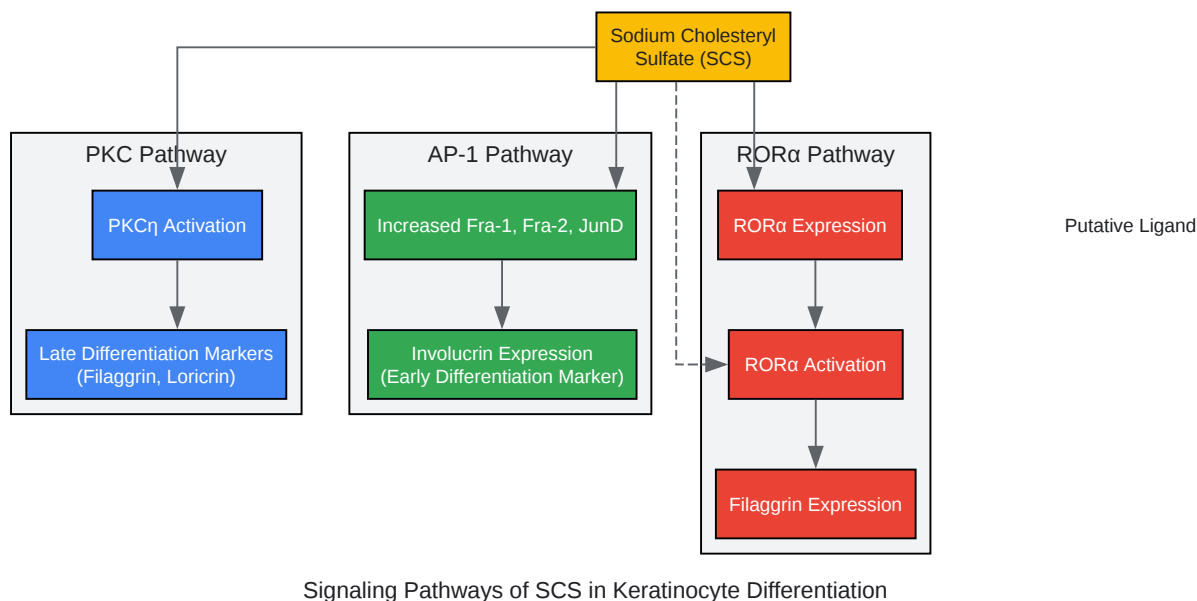 Sodium Cholesteryl
Sulfate (SCS)
PKC Pathway
PKCη Activation
Late Differentiation Markers
(Filaggrin, Loricrin)
AP-1 Pathway
Increased Fra-1, Fra-2, JunD
Involucrin Expression
(Early Differentiation Marker)
RORα Pathway
RORα Expression
RORα Activation
Filaggrin Expression
Putative Ligand
Signaling Pathways of SCS in Keratinocyte Differentiation